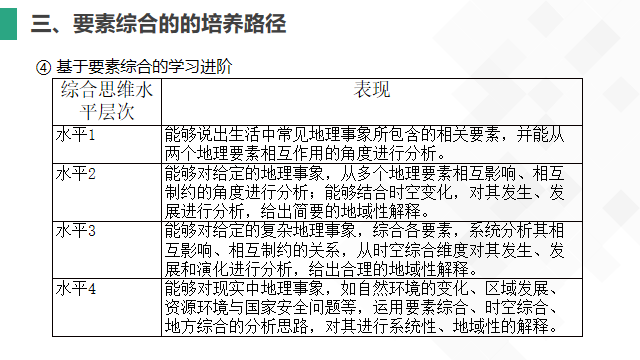 三、要素综合的的培养路径
④ 基于要素综合的学习进阶
综合思维水平层次
表现
水平1
能够说出生活中常见地理事象所包含的相关要素，并能从
两个地理要素相互作用的角度进行分析。
水平2
能够对给定的地理事象，从多个地理要素相互影响、相互
制约的角度进行分析；能够结合时空变化，对其发生、发
展进行分析，给出简要的地域性解释。
水平3
能够对给定的复杂地理事象，综合各要素，系统分析其相
互影响、相互制约的关系，从时空综合维度对其发生、发
展和演化进行分析，给出合理的地域性解释。
水平4
能够对现实中地理事象，如自然环境的变化、区域发展、
资源环境与国家安全问题等，运用要素综合、时空综合、
地方综合的分析思路，对其进行系统性、地域性的解释。